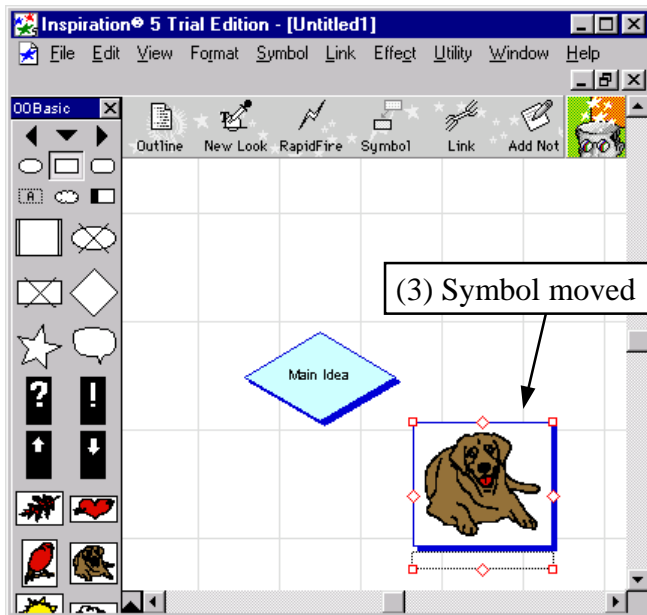 Inspiration® 5 Trial Edition - [Untitled1]
File Edit View Format Symbol Link Effect Utility Window Help
00Basic
Outline New Look RapidFire Symbol Link Add Not
A
(3) Symbol moved
Main Idea
? !